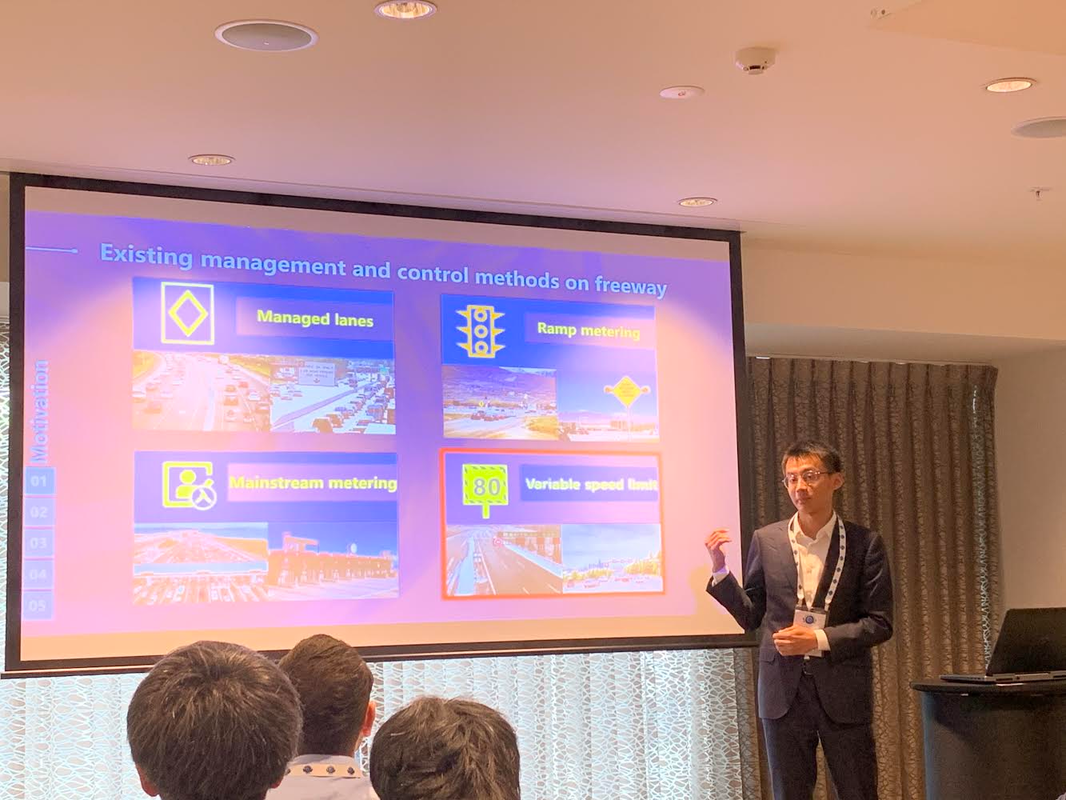 Existing management and control methods on freeway
Managed lanes
Ramp metering
Motivation
Mainstream metering
80
Variable speed limit
01
02
03
04
05